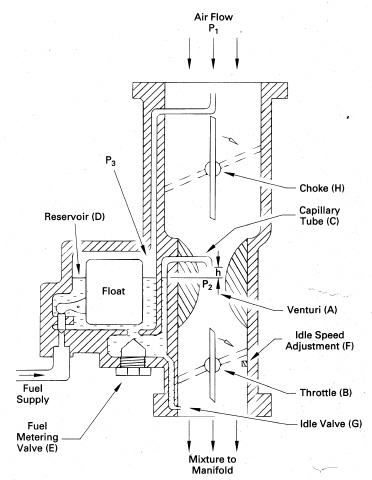 Air Flow
P1
Choke (H)
P3
Capillary
Tube (C)
Reservoir (D)
h
Float
P2
Venturi (A)
Idle Speed
Adjustment (F)
Throttle (B)
Fuel
Supply
Idle Valve (G)
Fuel
Metering
Valve (E)
Mixture to
Manifold